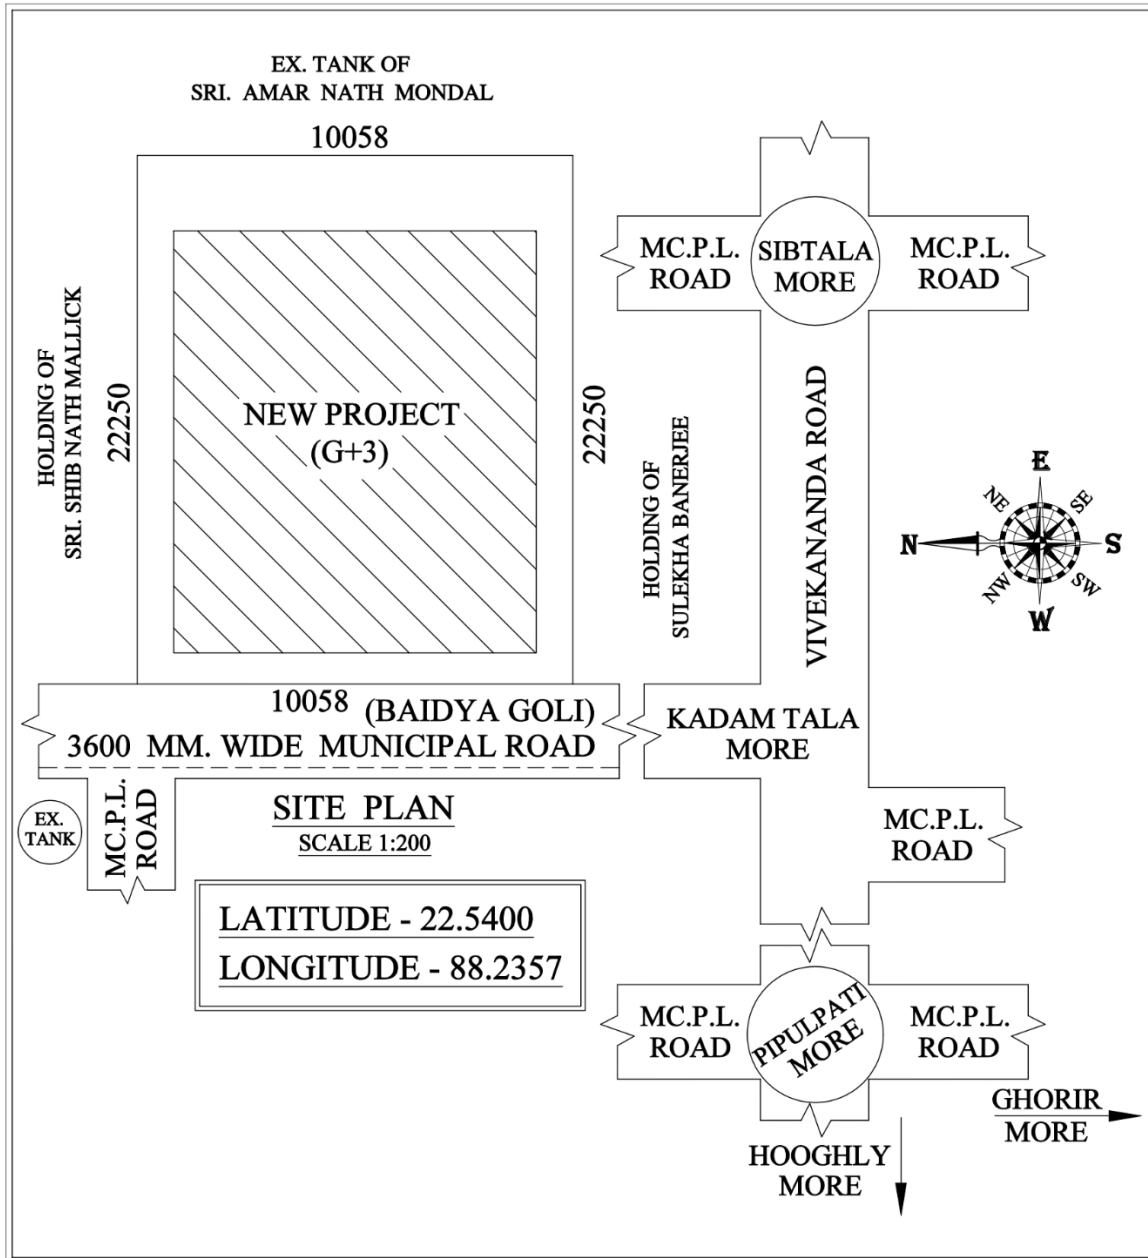 EX. TANK OF
SRI. AMAR NATH MONDAL
10058
HOLDING OF
SRI. SHIB NATH MALLICK
22250
NEW PROJECT
(G+3)
22250
HOLDING OF
SULEKHA BANERJEE
MC.P.L.
ROAD
SIBTALA
MORE
MC.P.L.
ROAD
VIVEKANANDA ROAD
E
NE
SE
N
S
NW
SW
W
10058
(BAIDYA GOLI)
3600 MM. WIDE MUNICIPAL ROAD
KADAM TALA
MORE
EX.
TANK
MC.P.L.
ROAD
SITE PLAN
SCALE 1:200
MC.P.L.
ROAD
LATITUDE - 22.5400
LONGITUDE - 88.2357
MC.P.L.
ROAD
PIPULPATI
MORE
MC.P.L.
ROAD
GHORIR
MORE
HOOGHLY
MORE